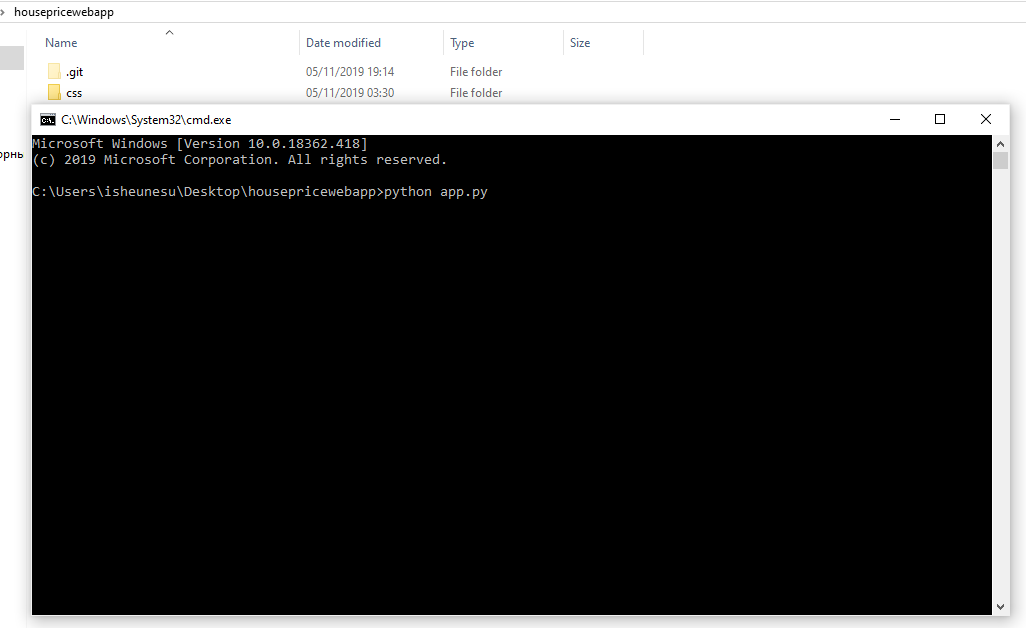 housepricewebapp
Name Date modified Type Size
.git 05/11/2019 19:14 File folder
css 05/11/2019 03:30 File folder
C:\Windows\System32\cmd.exe
Microsoft Windows [Version 10.0.18362.418]
(c) 2019 Microsoft Corporation. All rights reserved.
C:\Users\isheunesu\Desktop\housepricewebapp>python app.py